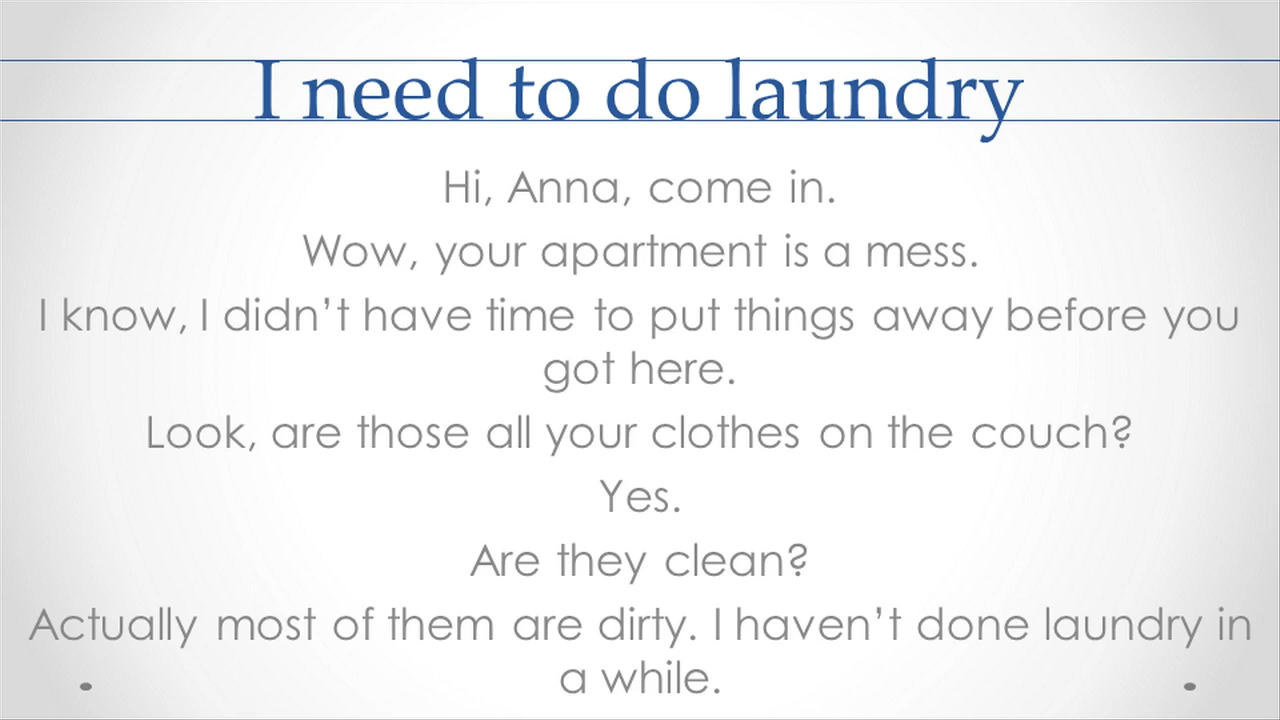 I need to do laundry
Hi, Anna, come in.
Wow, your apartment is a mess.
I know, I didn’t have time to put things away before you
got here.
Look, are those all your clothes on the couch?
Yes.
Are they clean?
Actually most of them are dirty. I haven’t done laundry in
a while.